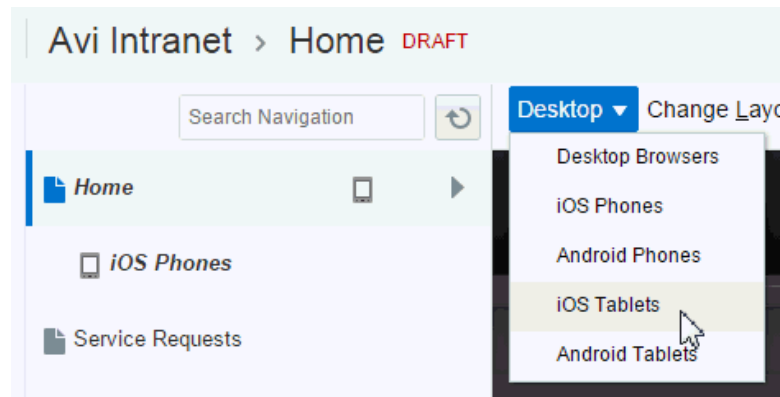 Avi Intranet > Home DRAFT
Search Navigation
Home
iOS Phones
Service Requests
Desktop Change
Desktop Browsers
iOS Phones
Android Phones
iOS Tablets
Android Tablets